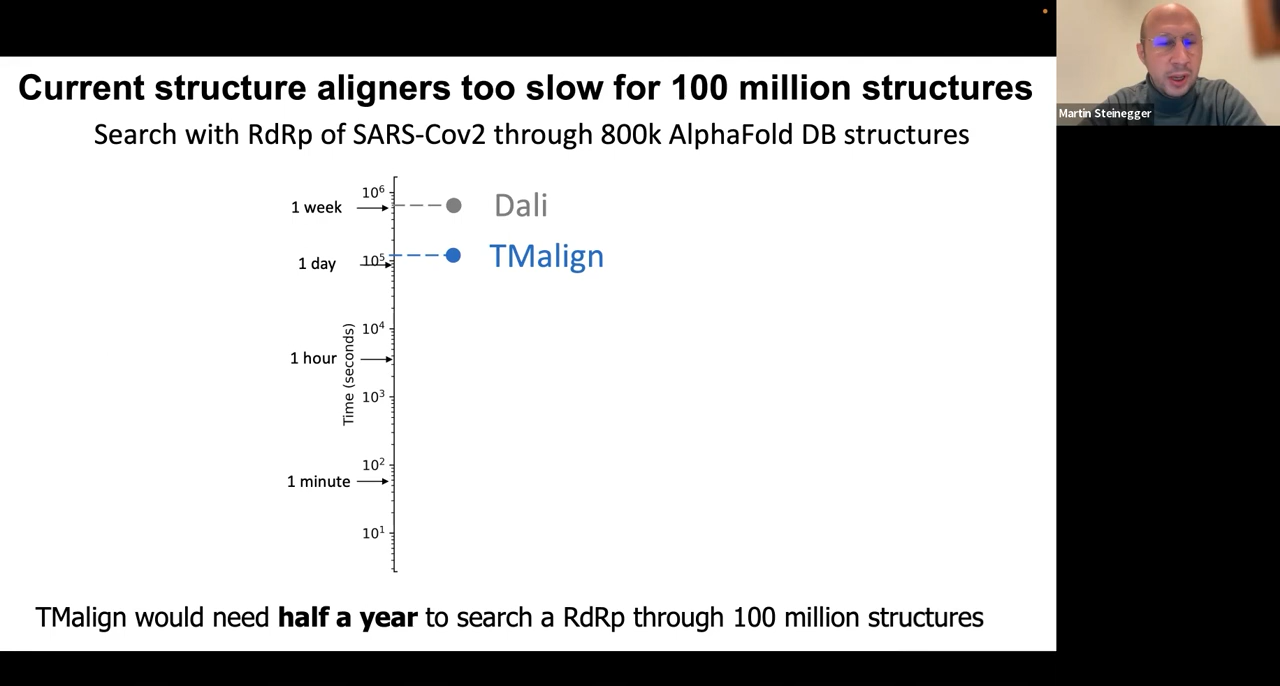 Current structure aligners too slow for 100 million structures
Search with RdRp of SARS-Cov2 through 800k AlphaFold DB structures
10⁶
1 week
Dali
TMalign
10⁵
1 day
10⁴
1 hour
Time (seconds)
10³
10²
1 minute
10¹
TMalign would need half a year to search a RdRp through 100 million structures
Martin Steinegger